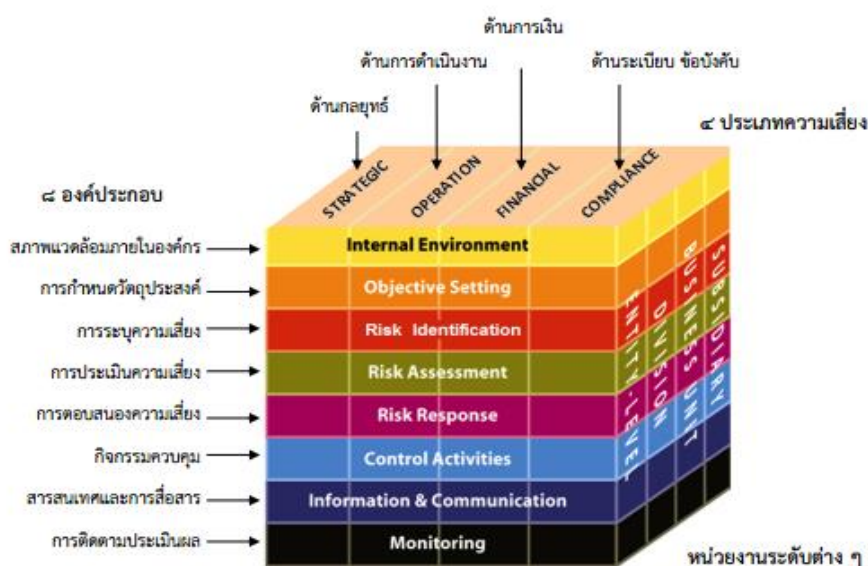 ด้านการเงิน
ด้านการดำเนินงาน
ด้านระเบียบ ข้อบังคับ
ด้านกลยุทธ์
๔ ประเภทความเสี่ยง
STRATEGIC
OPERATION
FINANCIAL
COMPLIANCE
๘ องค์ประกอบ
สภาพแวดล้อมภายในองค์กร
Internal Environment
การกำหนดวัตถุประสงค์
Objective Setting
การระบุความเสี่ยง
Risk Identification
การประเมินความเสี่ยง
Risk Assessment
การตอบสนองความเสี่ยง
Risk Response
กิจกรรมควบคุม
Control Activities
สารสนเทศและการสื่อสาร
Information & Communication
การติดตามประเมินผล
Monitoring
ENTITY-LEVEL
DIVISION
BUSINESS UNIT
SUBSIDIARY
หน่วยงานระดับต่าง ๆ